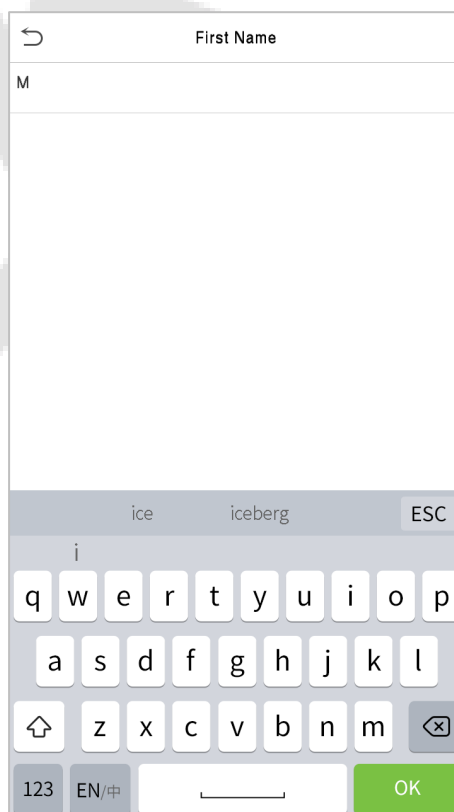 First Name
M
ice iceberg ESC
i
q w e r t y u i o p
a s d f g h j k l
z x c v b n m
123 EN/中 OK